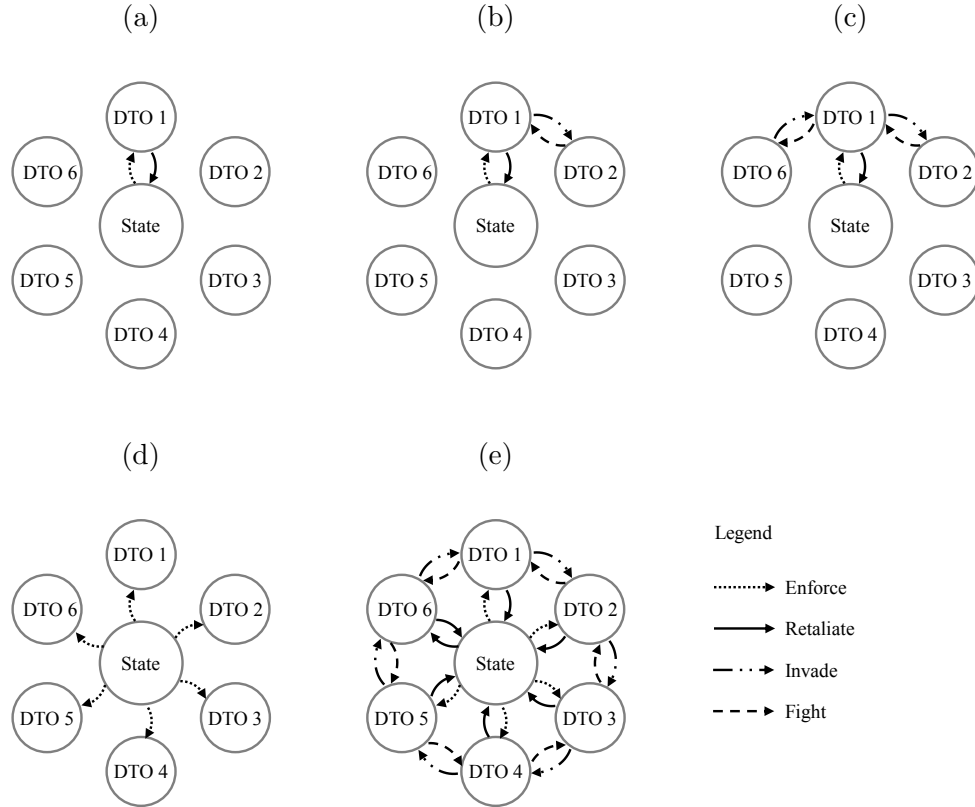 (a)
DTO 1
DTO 6
DTO 2
State
DTO 5
DTO 3
DTO 4
(b)
DTO 1
DTO 6
DTO 2
State
DTO 5
DTO 3
DTO 4
(c)
DTO 1
DTO 6
DTO 2
State
DTO 5
DTO 3
DTO 4
(d)
DTO 1
DTO 6
DTO 2
State
DTO 5
DTO 3
DTO 4
(e)
DTO 1
DTO 6
DTO 2
State
DTO 5
DTO 3
DTO 4
Legend
Enforce
Retaliate
Invade
Fight